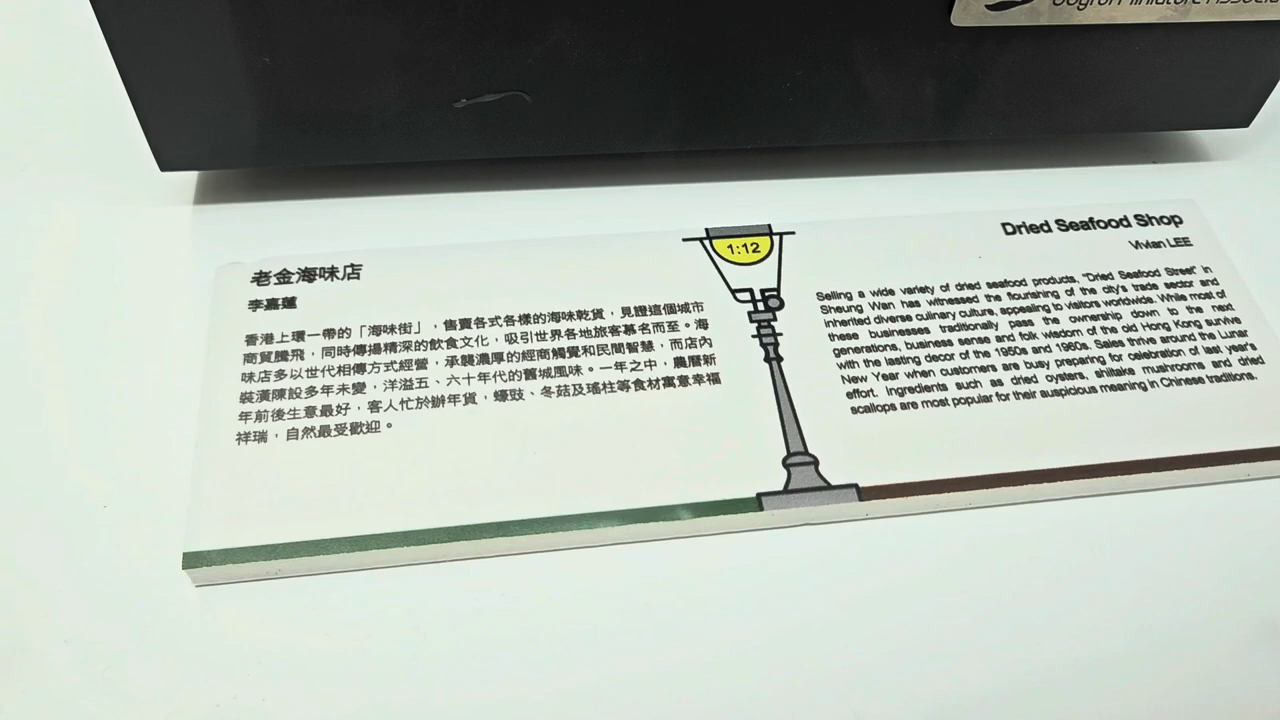 老金海味店
李嘉蓮
香港上環一帶的「海味街」，售賣各式各樣的海味乾貨，見證這個城市
商貿騰飛，同時傳揚精深的飲食文化，吸引世界各地旅客慕名而至。海
味店多以世代相傳方式經營，承襲濃厚的經商觸覺和民間智慧，而店內
裝潢陳設多年未變，洋溢五、六十年代的舊城風味。一年之中，農曆新
年前後生意最好，客人忙於辦年貨，蠔豉、冬菇及瑤柱等食材寓意幸福
祥瑞，自然最受歡迎。
1:12
Dried Seafood Shop
Vivian LEE
Selling a wide variety of dried seafood products, "Dried Seafood Street" in
Sheung Wan has witnessed the flourishing of the city's trade sector and
inherited diverse culinary culture, appealing to visitors worldwide. While most of
these businesses traditionally pass the ownership down to the next
generations, business sense and folk wisdom of the old Hong Kong survive
with the lasting decor of the 1950s and 1960s. Sales thrive around the Lunar
New Year when customers are busy preparing for celebration of last year's
effort. Ingredients such as dried oysters, shiitake mushrooms and dried
scallops are most popular for their auspicious meaning in Chinese traditions.